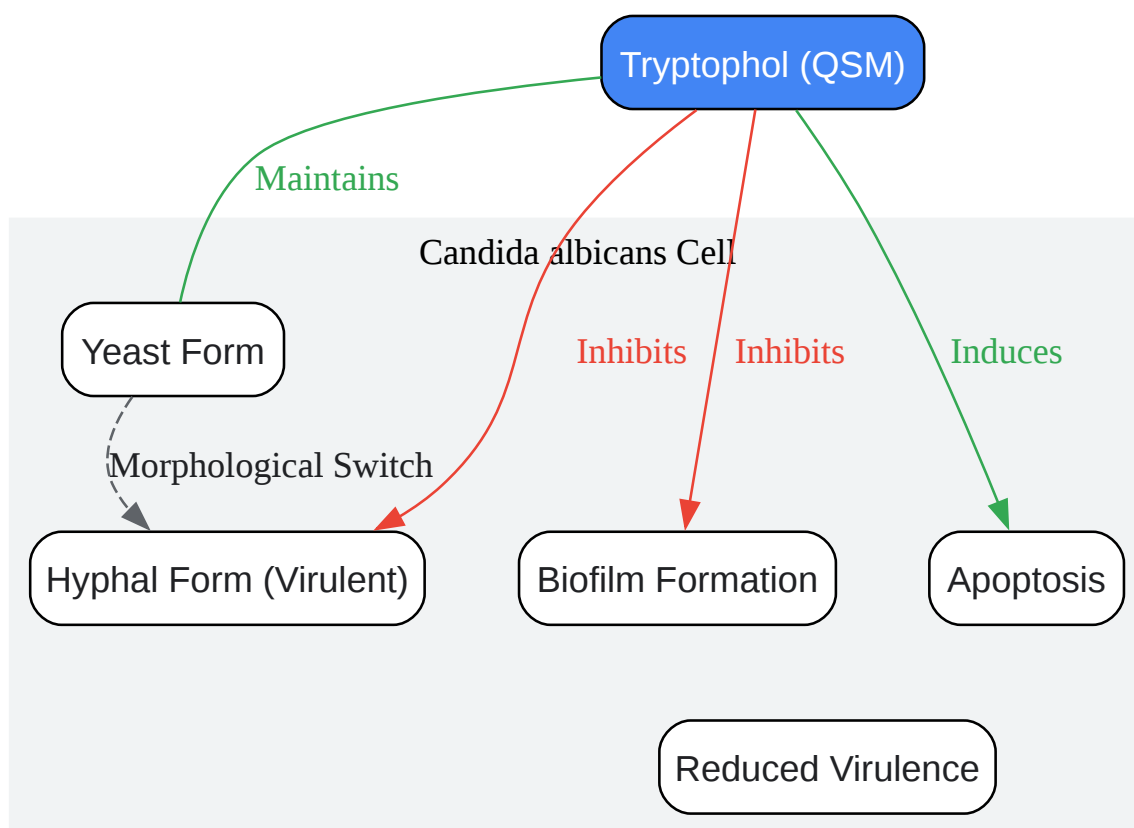 Tryptophol (QSM)
Maintains
Candida albicans Cell
Yeast Form
Inhibits
Inhibits
Induces
Morphological Switch
Hyphal Form (Virulent)
Biofilm Formation
Apoptosis
Reduced Virulence